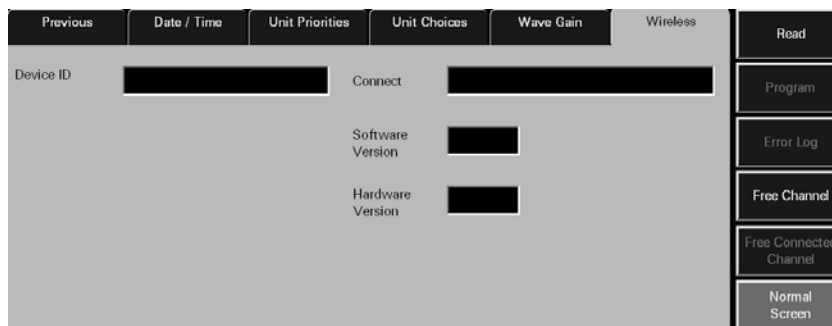 Previous
Date / Time
Unit Priorities
Unit Choices
Wave Gain
Wireless
Read
Device ID
Connect
Program
Software
Version
Error Log
Hardware
Version
Free Channel
Free Connected
Channel
Normal
Screen